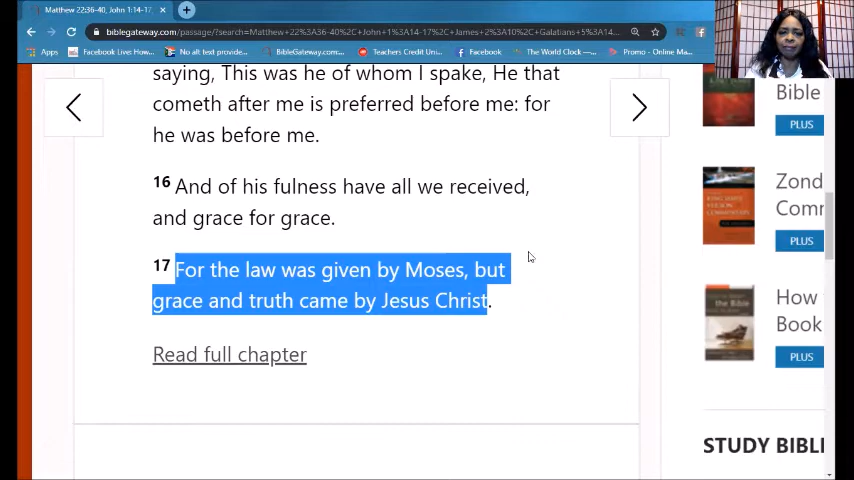 Matthew 22:36-40, John 1:14-17,
biblegateway.com/passage/?search=Matthew+22%3A36-40%2C+John+1%3A14-17%2C+James+2%3A10%2C+Galatians+5%3A14...
Apps Facebook Live: How... No alt text provide... BibleGateway.com:... Teachers Credit Uni... Facebook The World Clock —... Promo - Online Ma...
saying, This was he of whom I spake, He that
cometh after me is preferred before me: for
he was before me.
16 And of his fulness have all we received,
and grace for grace.
17 For the law was given by Moses, but
grace and truth came by Jesus Christ.
Read full chapter
Bible
PLUS
Zond
Comm
PLUS
How
Book
PLUS
STUDY BIBL